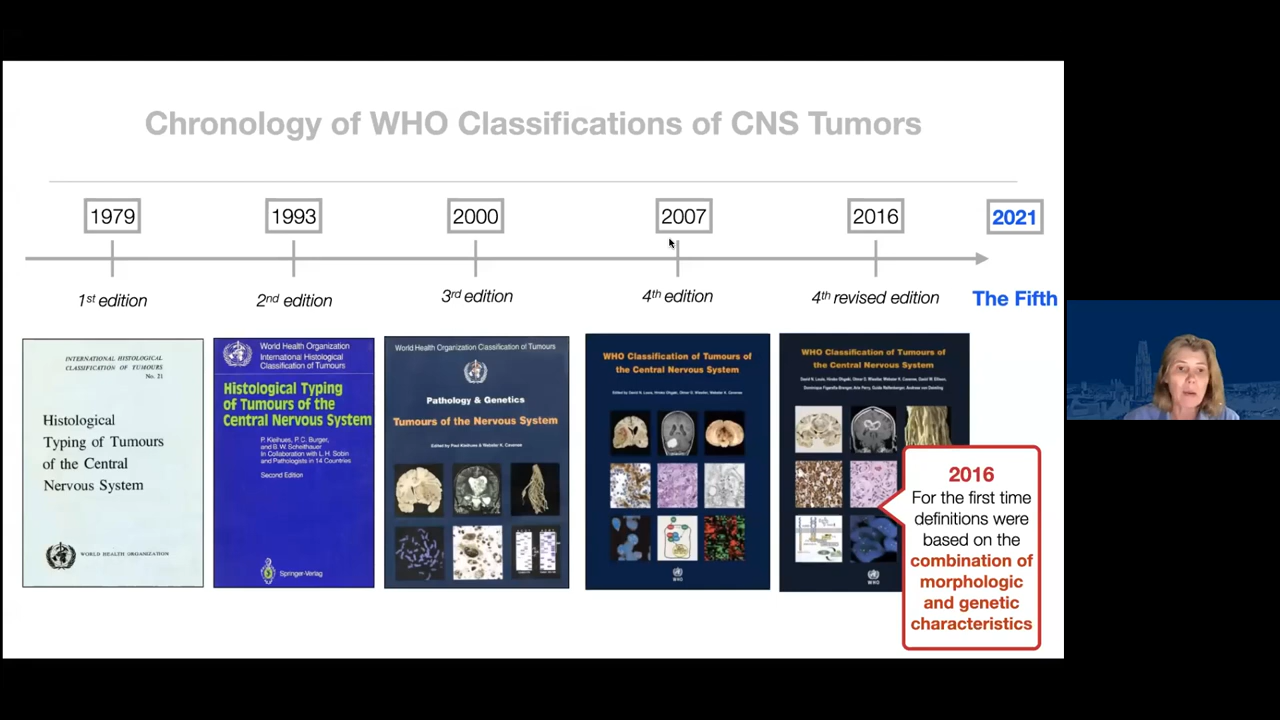 Chronology of WHO Classifications of CNS Tumors
1979
1993
2000
2007
2016
2021
1st edition
2nd edition
3rd edition
4th edition
4th revised edition
The Fifth
INTERNATIONAL HISTOLOGICAL
CLASSIFICATION OF TUMOURS
No. 21
Histological
Typing of Tumours
of the Central
Nervous System
WORLD HEALTH ORGANIZATION
World Health Organization
International Histological
Classification of Tumours
Histological Typing
of Tumours of the
Central Nervous System
P. Kleihues, P.C. Burger,
and B.W. Scheithauer
In Collaboration with L.H. Sobin
and Pathologists in 14 Countries
Second Edition
Springer-Verlag
World Health Organization Classification of Tumours
Pathology & Genetics
Tumours of the Nervous System
Edited by Paul Kleihues & Webster K. Cavenee
WHO Classification of Tumours of
the Central Nervous System
Edited by David N. Louis, Hiroko Ohgaki, Otmar D. Wiestler, Webster K. Cavenee
WHO
WHO Classification of Tumours of
the Central Nervous System
David N. Louis, Hiroko Ohgaki, Otmar D. Wiestler, Webster K. Cavenee, David W. Ellison,
Dominique Figarella-Branger, Arie Perry, Guido Reifenberger, Andreas von Deimling
WHO
2016
For the first time
definitions were
based on the
combination of
morphologic
and genetic
characteristics